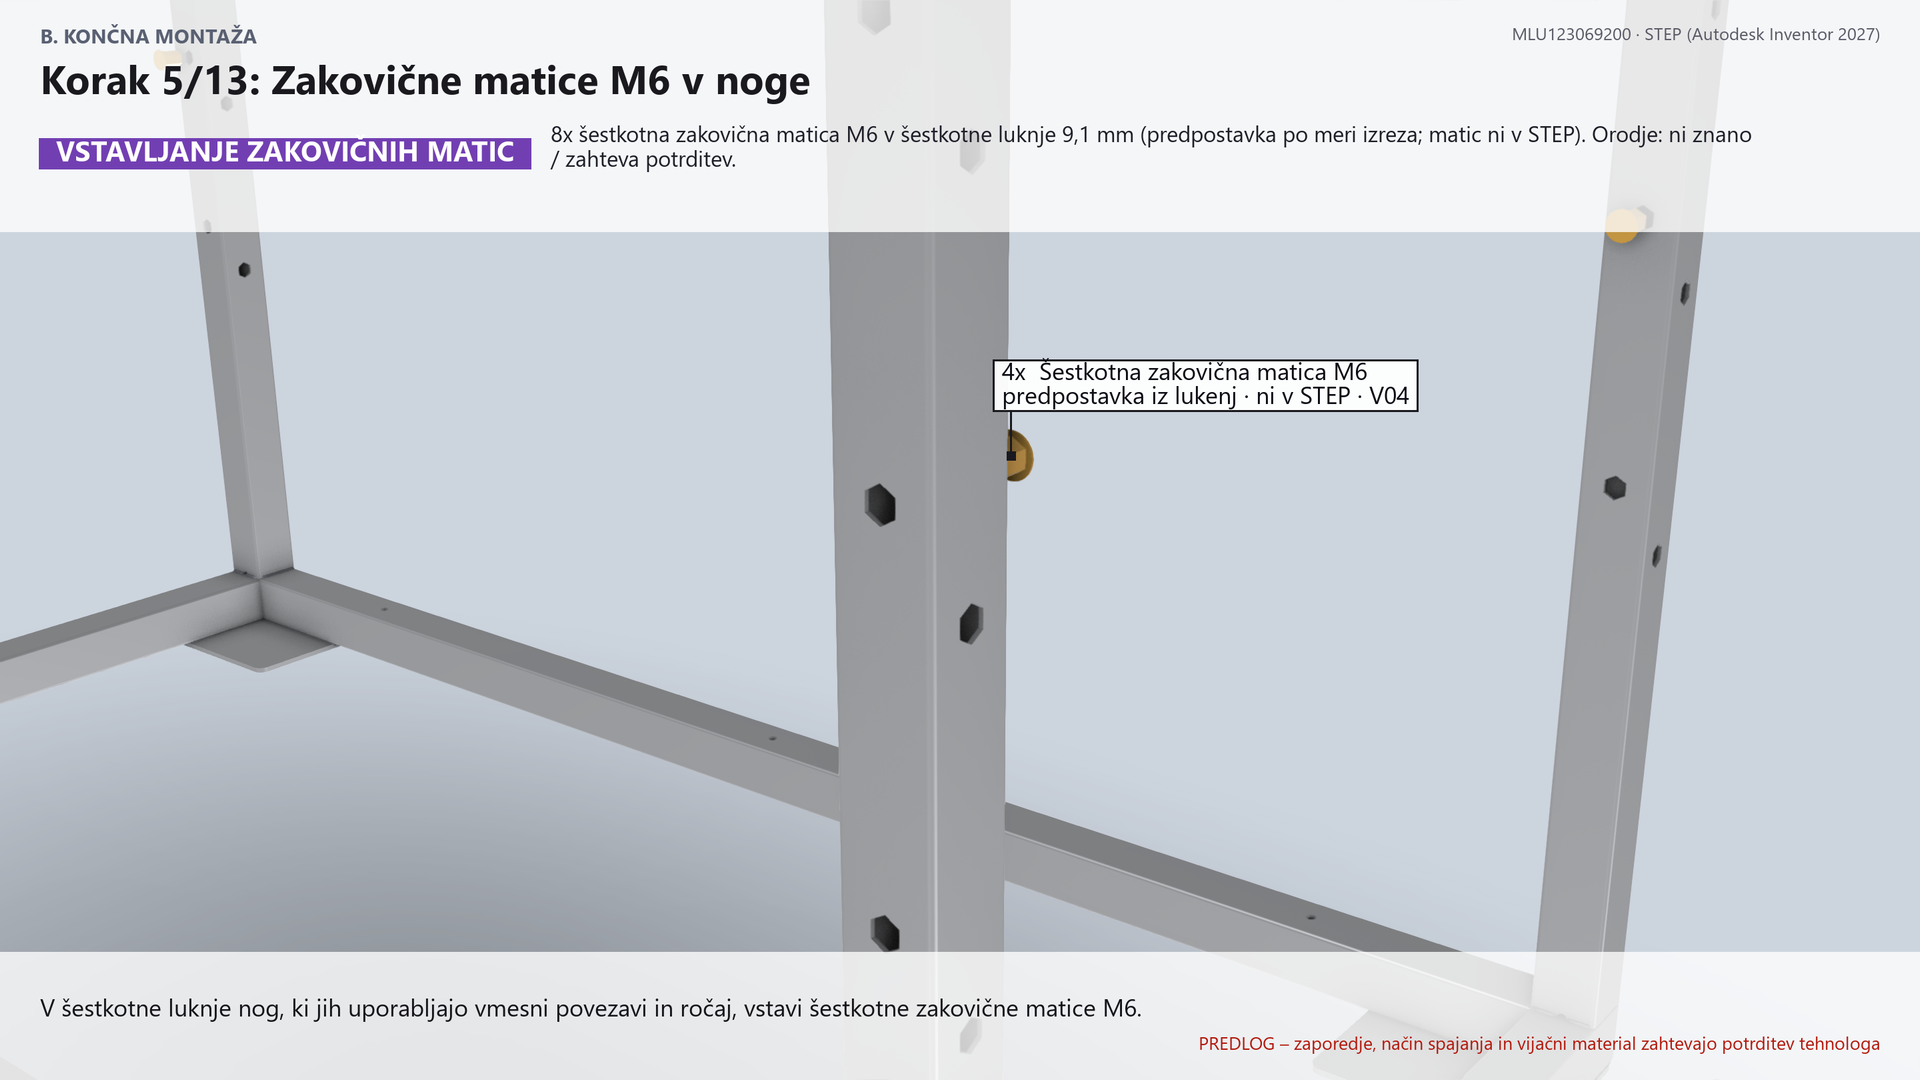 B. KONČNA MONTAŽA
MLU123069200 · STEP (Autodesk Inventor 2027)
Korak 5/13: Zakovične matice M6 v noge
VSTAVLJANJE ZAKOVIČNIH MATIC
8x šestkotna zakovična matica M6 v šestkotne luknje 9,1 mm (predpostavka po meri izreza; matic ni v STEP). Orodje: ni znano
/ zahteva potrditev.
4x  Šestkotna zakovična matica M6
predpostavka iz lukenj · ni v STEP · V04
V šestkotne luknje nog, ki jih uporabljajo vmesni povezavi in ročaj, vstavi šestkotne zakovične matice M6.
PREDLOG – zaporedje, način spajanja in vijačni material zahtevajo potrditev tehnologa